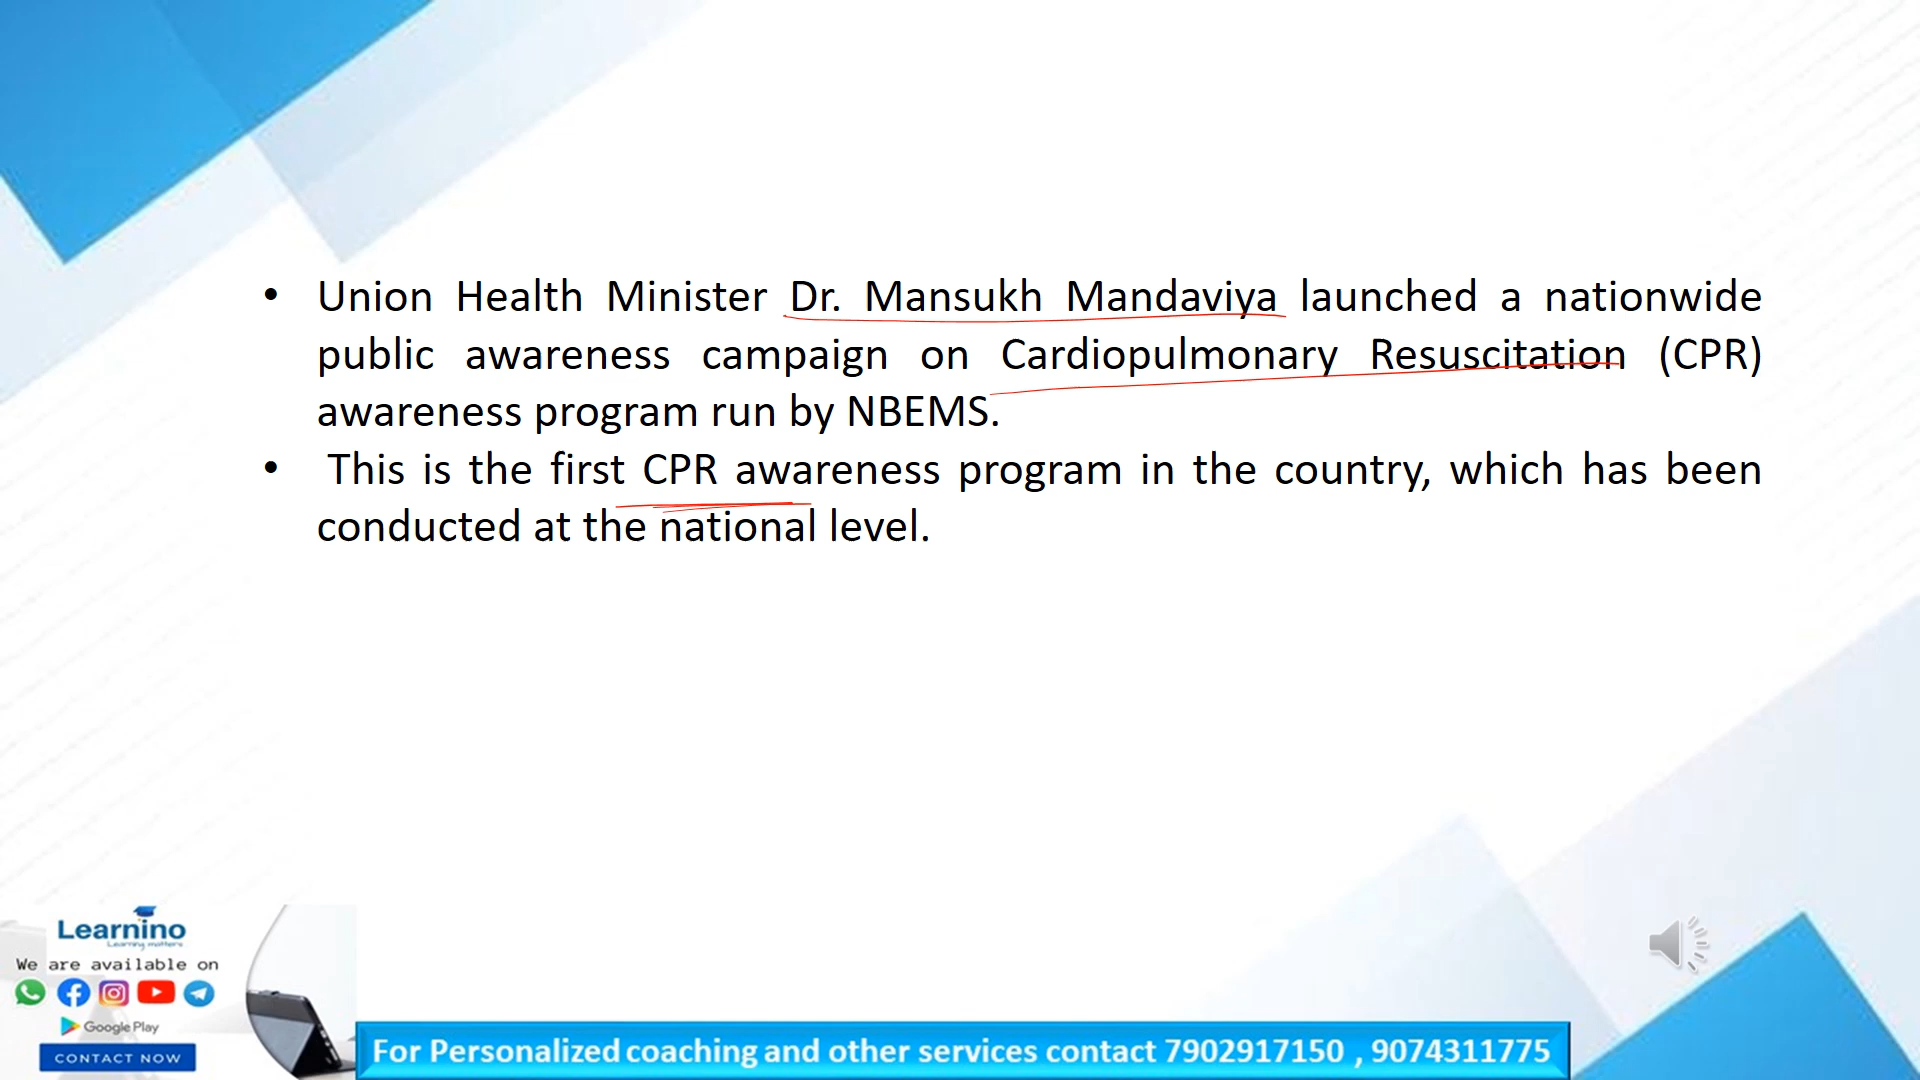 • Union Health Minister Dr. Mansukh Mandaviya launched a nationwide
public awareness campaign on Cardiopulmonary Resuscitation (CPR)
awareness program run by NBEMS.
• This is the first CPR awareness program in the country, which has been
conducted at the national level.
Learnino
Learning matters
We are available on
Google Play
CONTACT NOW
For Personalized coaching and other services contact 7902917150 , 9074311775